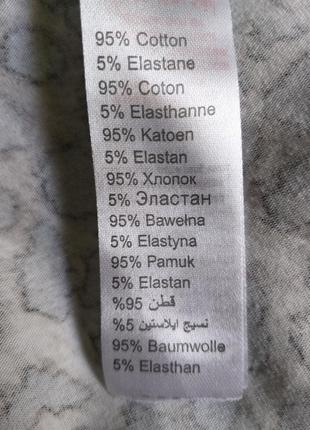 95% Cotton
5% Elastane
95% Coton
5% Elasthanne
95% Katoen
5% Elastan
95% Хлопок
5% Эластан
95% Bawełna
5% Elastyna
95% Pamuk
5% Elastan
قطن 95%
نسيج ايلاستين 5%
95% Baumwolle
5% Elasthan